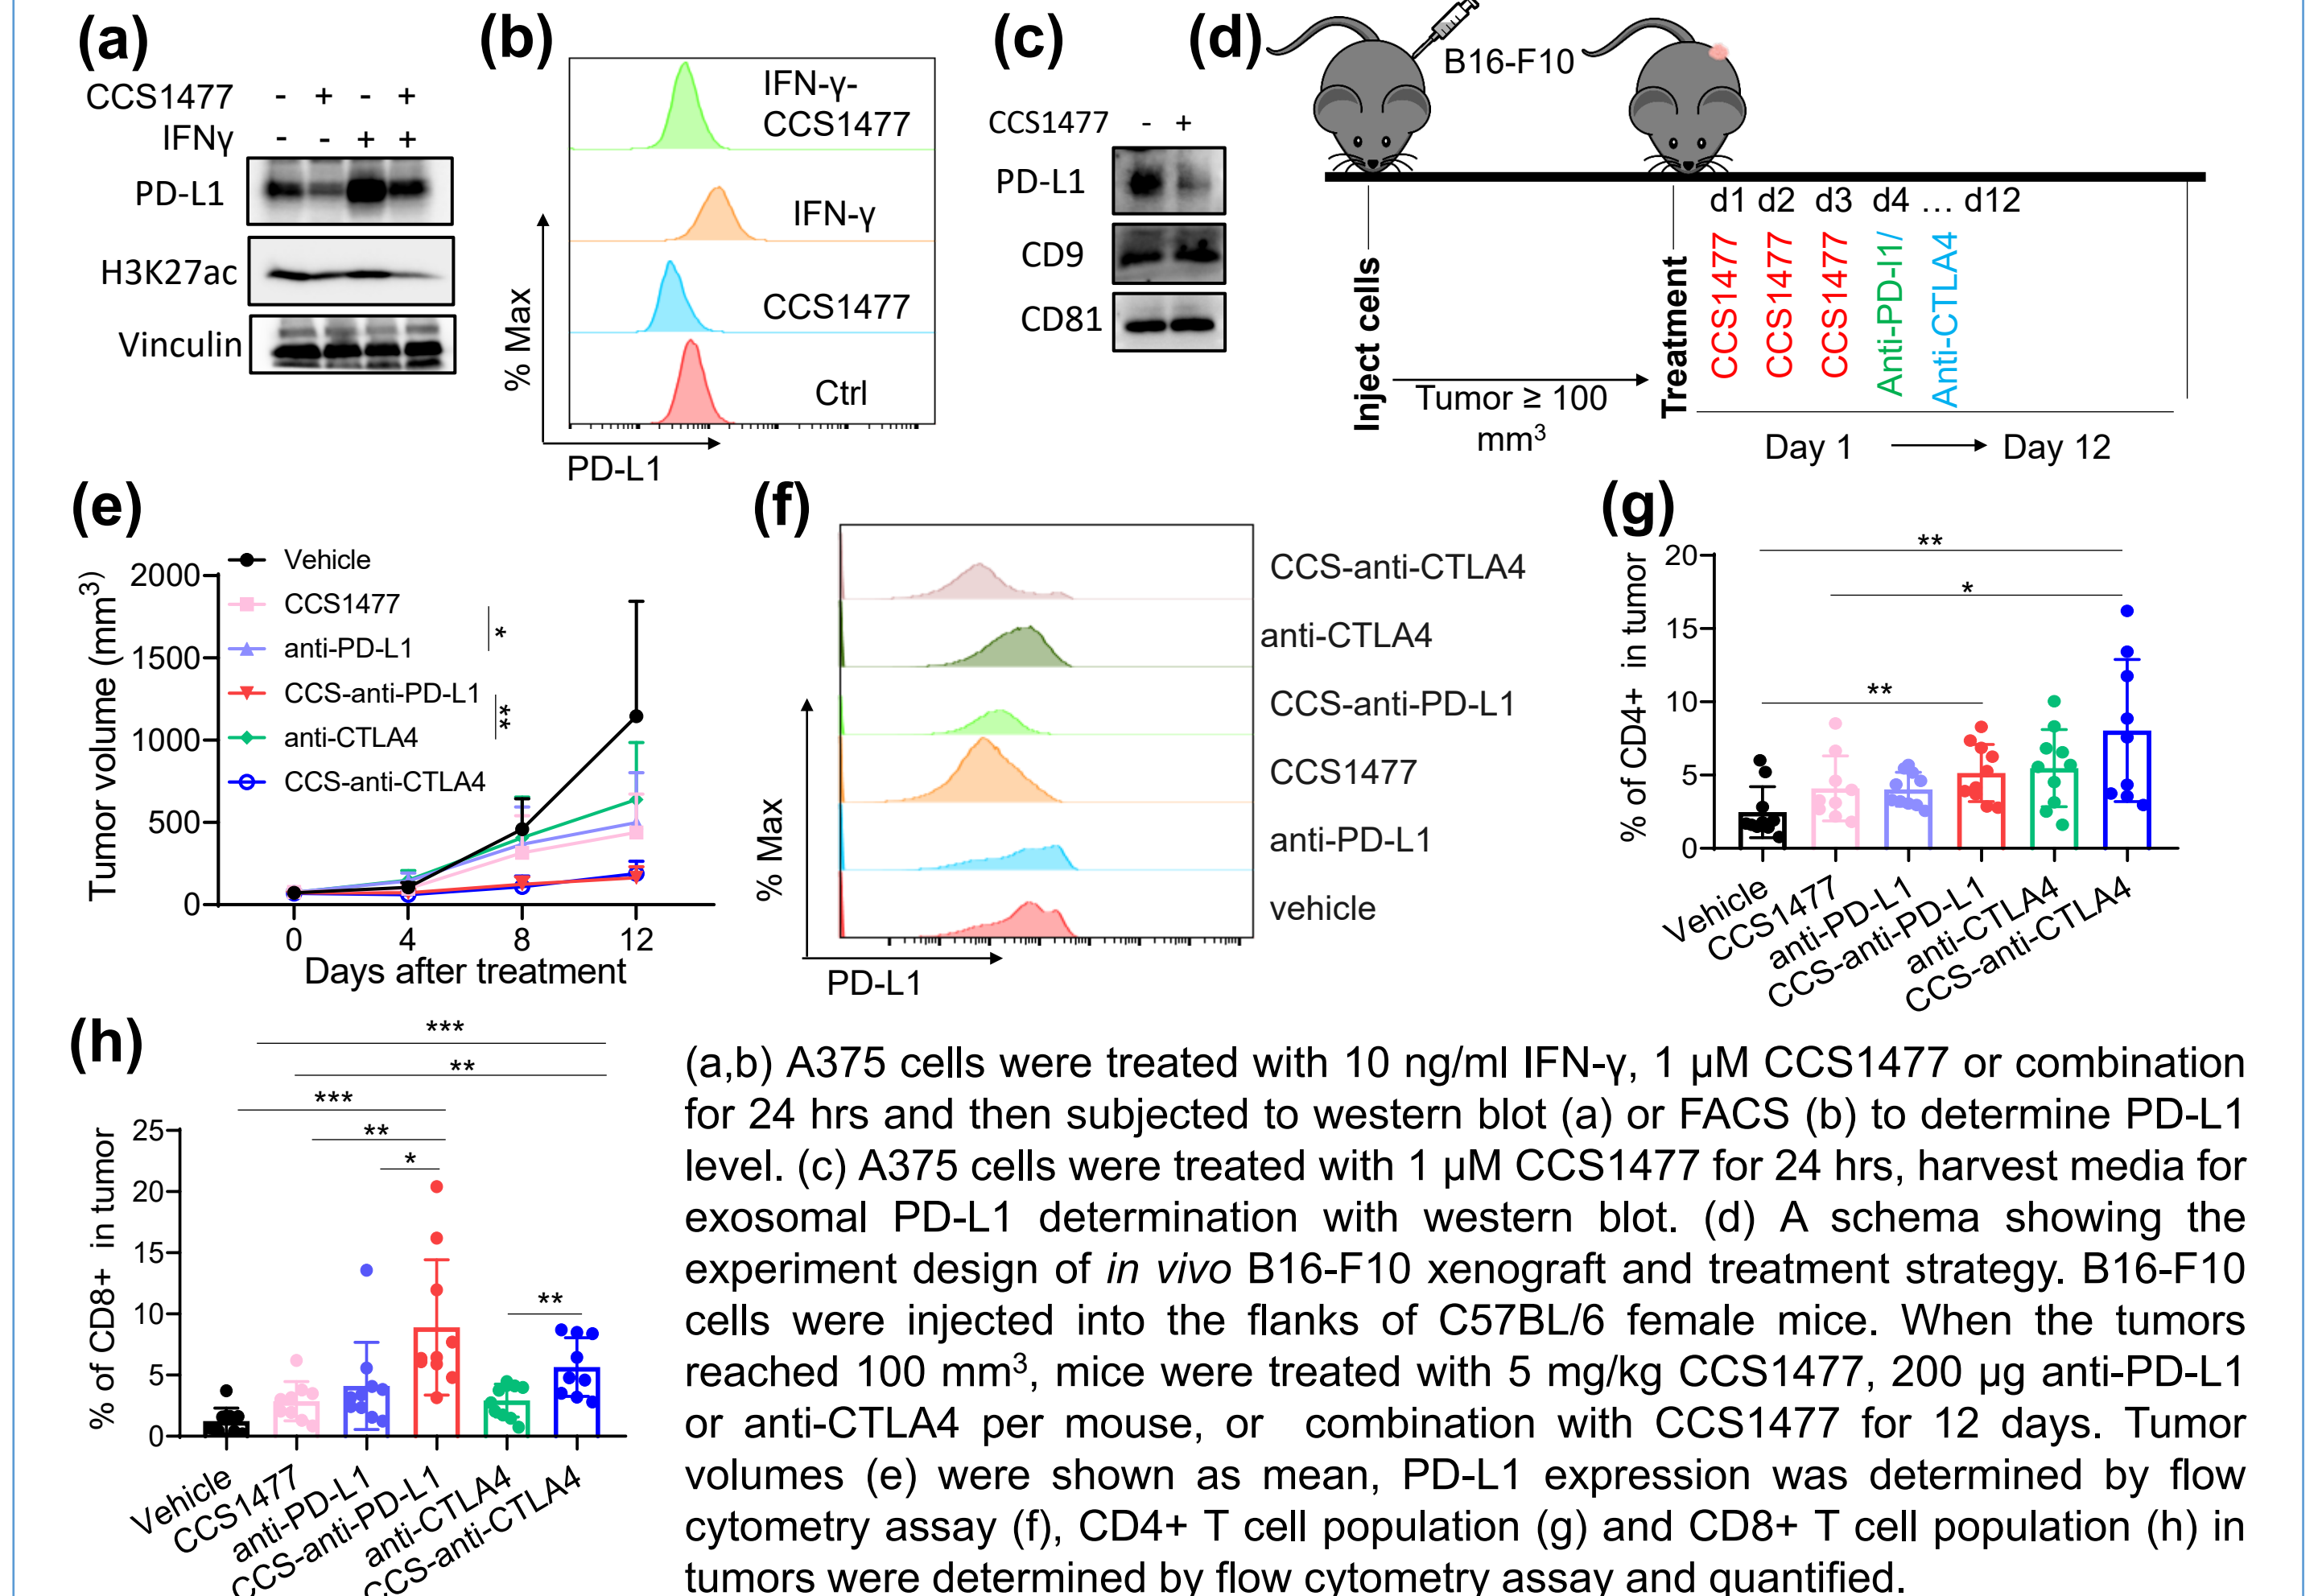 (a)
CCS1477 - + - +
IFNγ - - + +
PD-L1
H3K27ac
Vinculin
(b)
IFN-γ-
CCS1477
IFN-γ
CCS1477
Ctrl
% Max
PD-L1
(c)
CCS1477 - +
PD-L1
CD9
CD81
(d)
B16-F10
d1 d2 d3 d4 ... d12
CCS1477
CCS1477
CCS1477
Anti-PD-l1/
Anti-CTLA4
Inject cells
Treatment
Tumor ≥ 100
mm³
Day 1
Day 12
(e)
Tumor volume (mm³)
2000
1500
1000
500
0
Vehicle
CCS1477
anti-PD-L1
CCS-anti-PD-L1
anti-CTLA4
CCS-anti-CTLA4
*
**
0 4 8 12
Days after treatment
(f)
CCS-anti-CTLA4
anti-CTLA4
CCS-anti-PD-L1
CCS1477
anti-PD-L1
vehicle
% Max
PD-L1
(g)
% of CD4+ in tumor
20
15
10
5
0
**
*
**
Vehicle
CCS1477
anti-PD-L1
CCS-anti-PD-L1
anti-CTLA4
CCS-anti-CTLA4
(h)
***
**
***
**
*
**
% of CD8+ in tumor
25
20
15
10
5
0
Vehicle
CCS1477
anti-PD-L1
CCS-anti-PD-L1
anti-CTLA4
CCS-anti-CTLA4
(a,b) A375 cells were treated with 10 ng/ml IFN-γ, 1 μM CCS1477 or combination
for 24 hrs and then subjected to western blot (a) or FACS (b) to determine PD-L1
level. (c) A375 cells were treated with 1 μM CCS1477 for 24 hrs, harvest media for
exosomal PD-L1 determination with western blot. (d) A schema showing the
experiment design of in vivo B16-F10 xenograft and treatment strategy. B16-F10
cells were injected into the flanks of C57BL/6 female mice. When the tumors
reached 100 mm³, mice were treated with 5 mg/kg CCS1477, 200 μg anti-PD-L1
or anti-CTLA4 per mouse, or combination with CCS1477 for 12 days. Tumor
volumes (e) were shown as mean, PD-L1 expression was determined by flow
cytometry assay (f), CD4+ T cell population (g) and CD8+ T cell population (h) in
tumors were determined by flow cytometry assay and quantified.